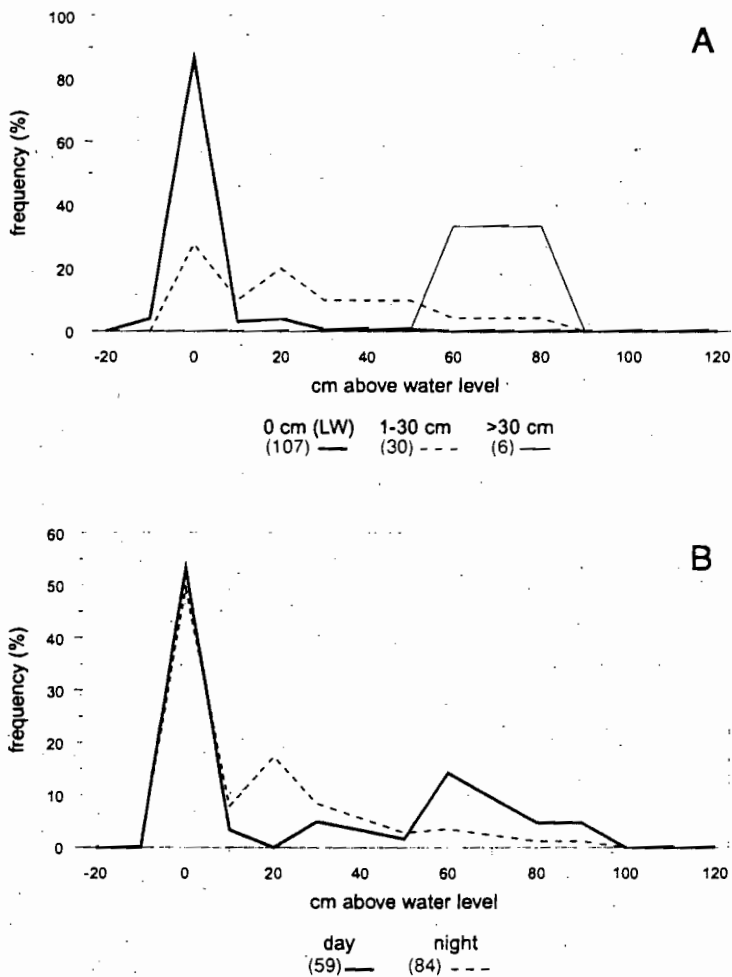 A
100
80
60
40
20
0
frequency (%)
-20 0 20 40 60 80 100 120
cm above water level
0 cm (LW) 1-30 cm >30 cm
(107) (30) (6)
B
60
50
40
30
20
10
0
frequency (%)
-20 0 20 40 60 80 100 120
cm above water level
day night
(59) (84)